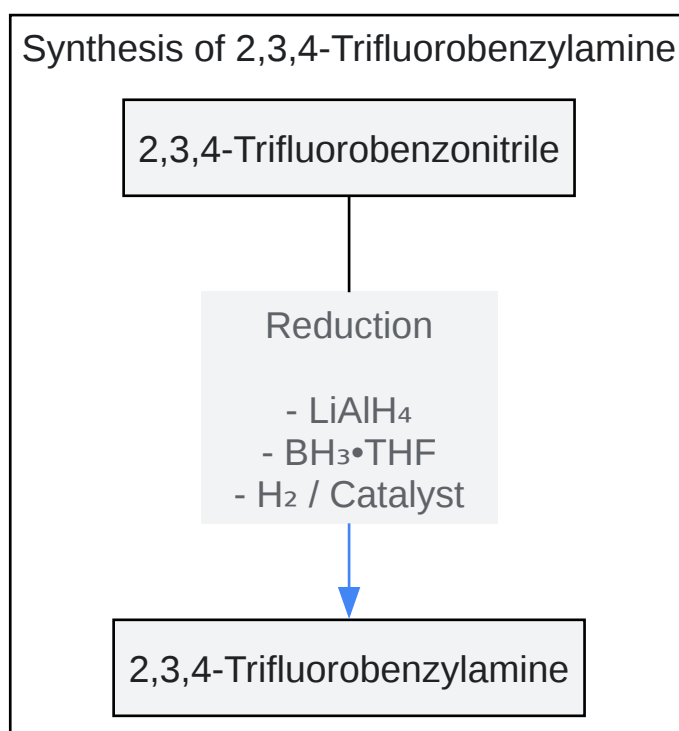 Synthesis of 2,3,4-Trifluorobenzylamine
2,3,4-Trifluorobenzonitrile
Reduction
- LiAlH₄
- BH₃•THF
- H₂ / Catalyst
2,3,4-Trifluorobenzylamine